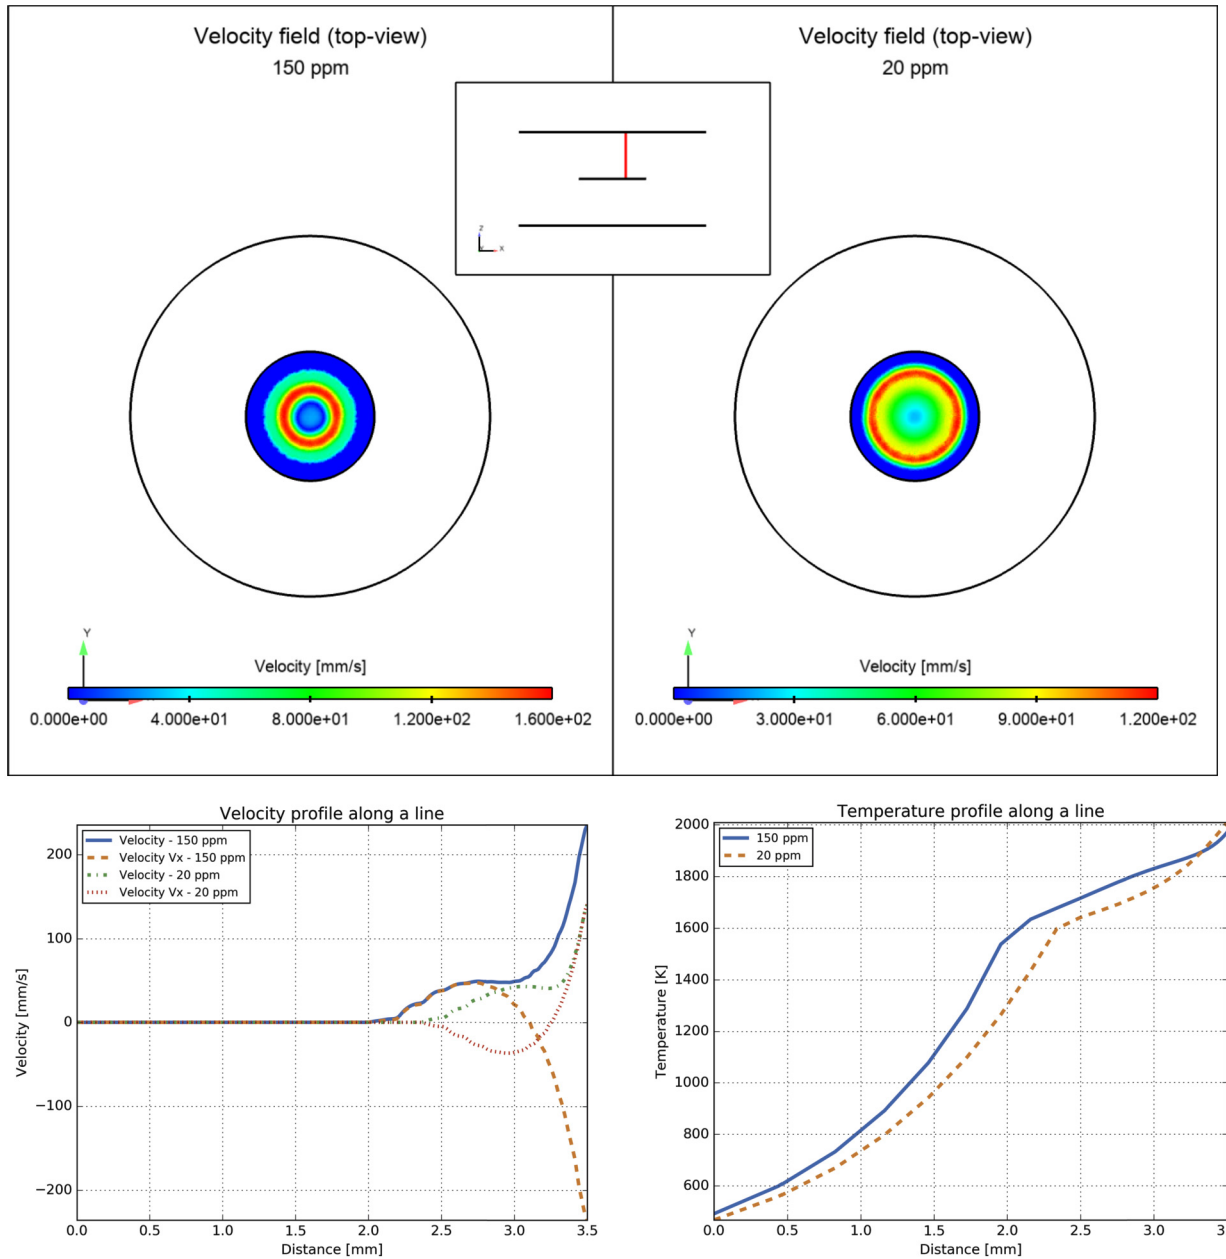 Velocity field (top-view)
150 ppm
Velocity field (top-view)
20 ppm
z
x
Y
Velocity [mm/s]
0.000e+00 4.000e+01 8.000e+01 1.200e+02 1.600e+02
Y
Velocity [mm/s]
0.000e+00 3.000e+01 6.000e+01 9.000e+01 1.200e+02
Velocity profile along a line
Velocity - 150 ppm
Velocity Vx - 150 ppm
Velocity - 20 ppm
Velocity Vx - 20 ppm
200
100
0
−100
−200
Velocity [mm/s]
0.0 0.5 1.0 1.5 2.0 2.5 3.0 3.5
Distance [mm]
Temperature profile along a line
150 ppm
20 ppm
2000
1800
1600
1400
1200
1000
800
600
Temperature [K]
0.0 0.5 1.0 1.5 2.0 2.5 3.0
Distance [mm]